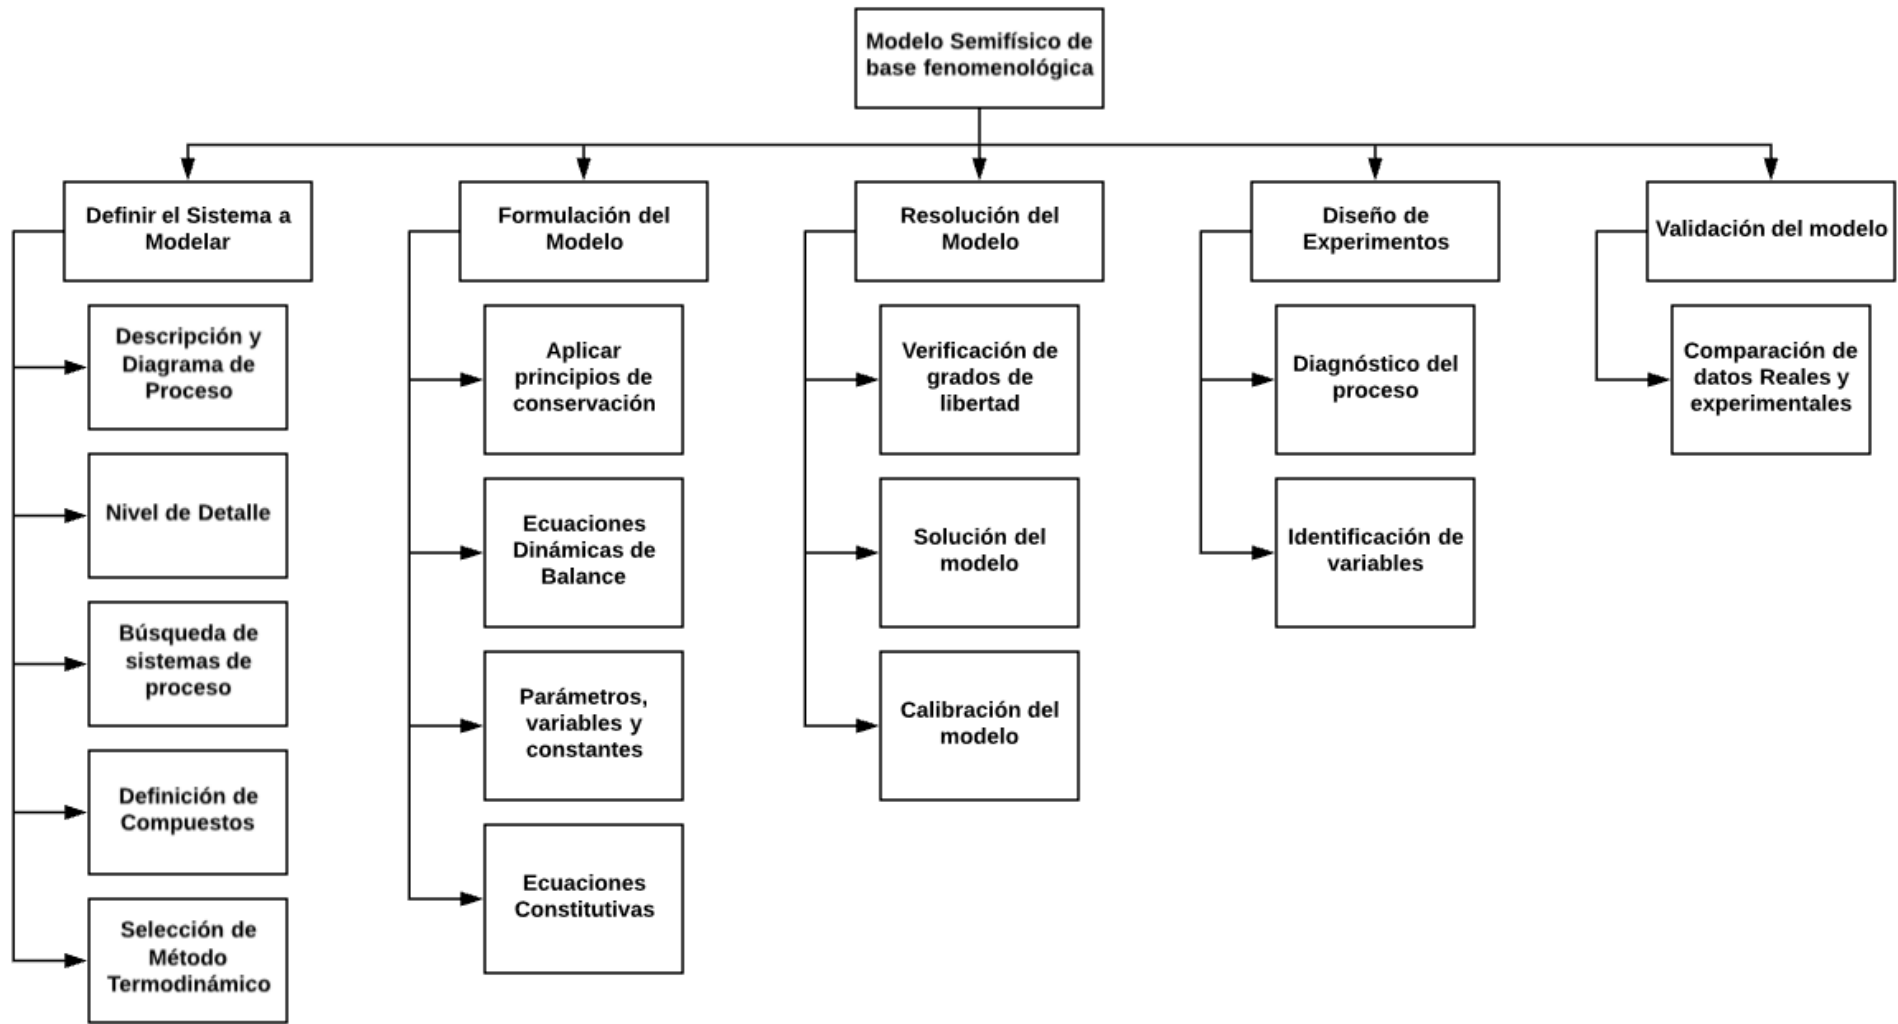 Modelo Semifísico de
base fenomenológica
Definir el Sistema a
Modelar
Descripción y
Diagrama de
Proceso
Nivel de Detalle
Búsqueda de
sistemas de
proceso
Definición de
Compuestos
Selección de
Método
Termodinámico
Formulación del
Modelo
Aplicar
principios de
conservación
Ecuaciones
Dinámicas de
Balance
Parámetros,
variables y
constantes
Ecuaciones
Constitutivas
Resolución del
Modelo
Verificación de
grados de
libertad
Solución del
modelo
Calibración del
modelo
Diseño de
Experimentos
Diagnóstico del
proceso
Identificación de
variables
Validación del modelo
Comparación de
datos Reales y
experimentales